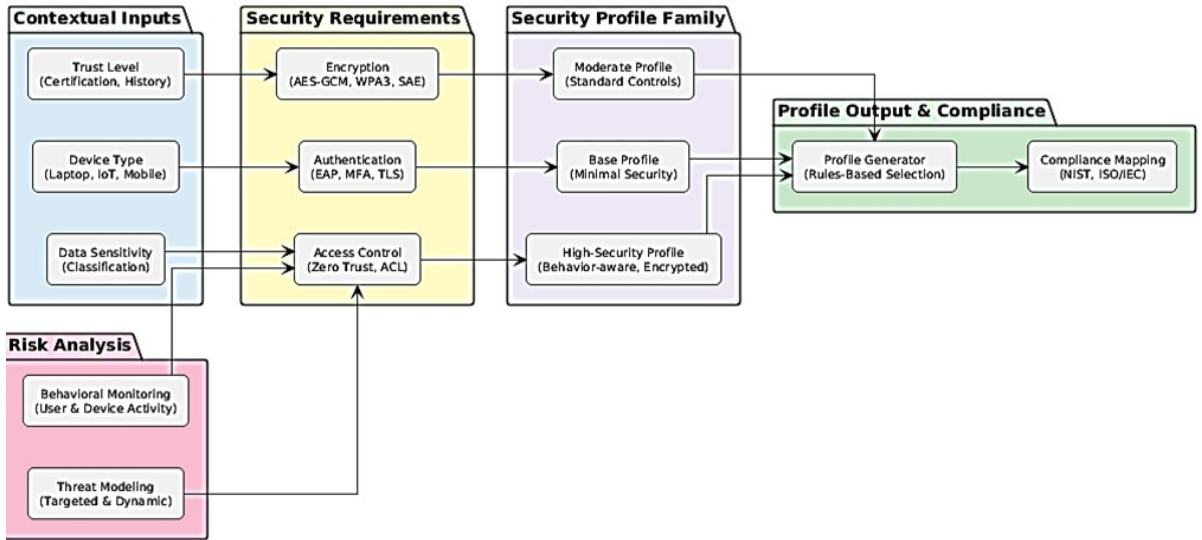 Contextual Inputs
Trust Level
(Certification, History)
Device Type
(Laptop, IoT, Mobile)
Data Sensitivity
(Classification)
Security Requirements
Encryption
(AES-GCM, WPA3, SAE)
Authentication
(EAP, MFA, TLS)
Access Control
(Zero Trust, ACL)
Security Profile Family
Moderate Profile
(Standard Controls)
Base Profile
(Minimal Security)
High-Security Profile
(Behavior-aware, Encrypted)
Profile Output & Compliance
Profile Generator
(Rules-Based Selection)
Compliance Mapping
(NIST, ISO/IEC)
Risk Analysis
Behavioral Monitoring
(User & Device Activity)
Threat Modeling
(Targeted & Dynamic)